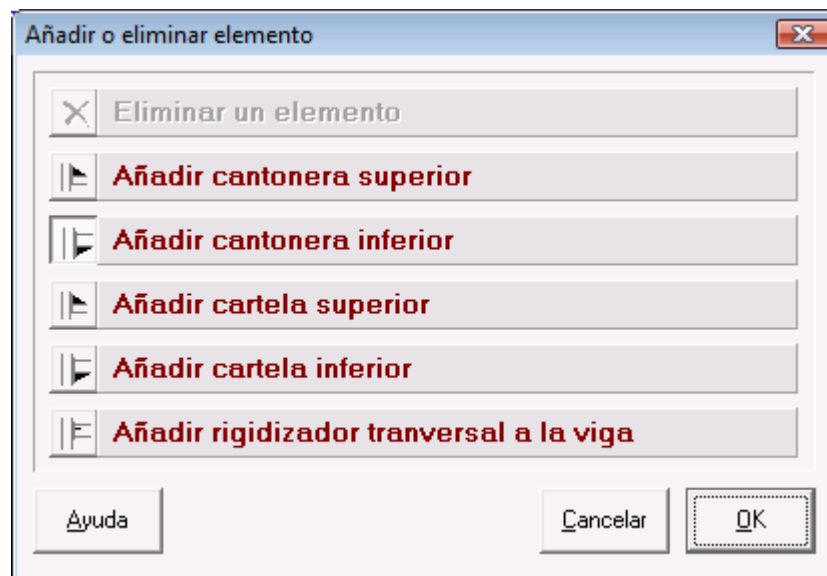 Añadir o eliminar elemento
Eliminar un elemento
Añadir cantonera superior
Añadir cantonera inferior
Añadir cartela superior
Añadir cartela inferior
Añadir rigidizador tranversal a la viga
Ayuda
Cancelar
OK